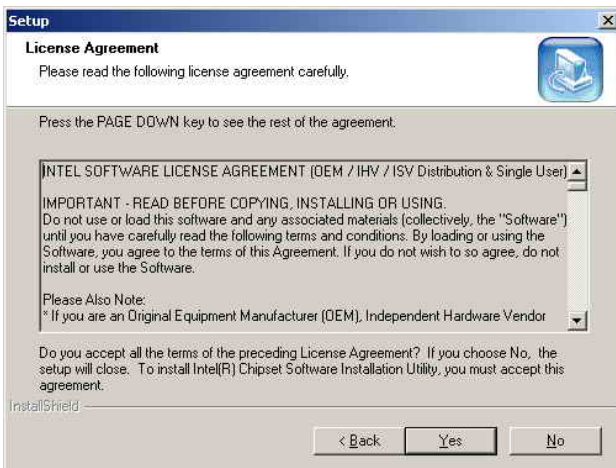 Setup
License Agreement
Please read the following license agreement carefully.
Press the PAGE DOWN key to see the rest of the agreement.
INTEL SOFTWARE LICENSE AGREEMENT (OEM / IHV / ISV Distribution & Single User)
IMPORTANT - READ BEFORE COPYING, INSTALLING OR USING.
Do not use or load this software and any associated materials (collectively, the "Software")
until you have carefully read the following terms and conditions. By loading or using the
Software, you agree to the terms of this Agreement. If you do not wish to so agree, do not
install or use the Software.
Please Also Note:
* If you are an Original Equipment Manufacturer (OEM), Independent Hardware Vendor
Do you accept all the terms of the preceding License Agreement? If you choose No, the
setup will close. To install Intel(R) Chipset Software Installation Utility, you must accept this
agreement.
InstallShield
< Back
Yes
No